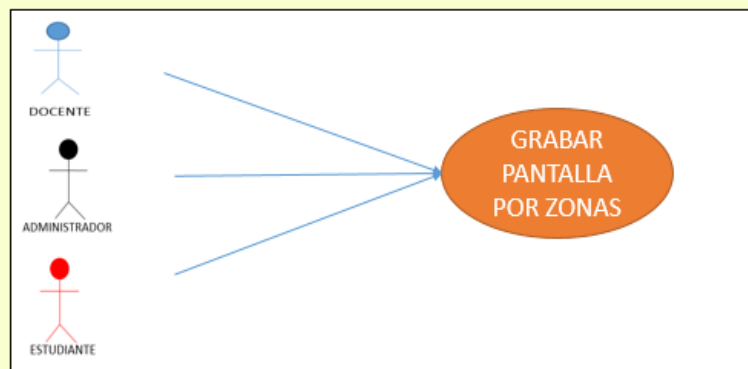 DOCENTE
ADMINISTRADOR
ESTUDIANTE
GRABAR
PANTALLA
POR ZONAS